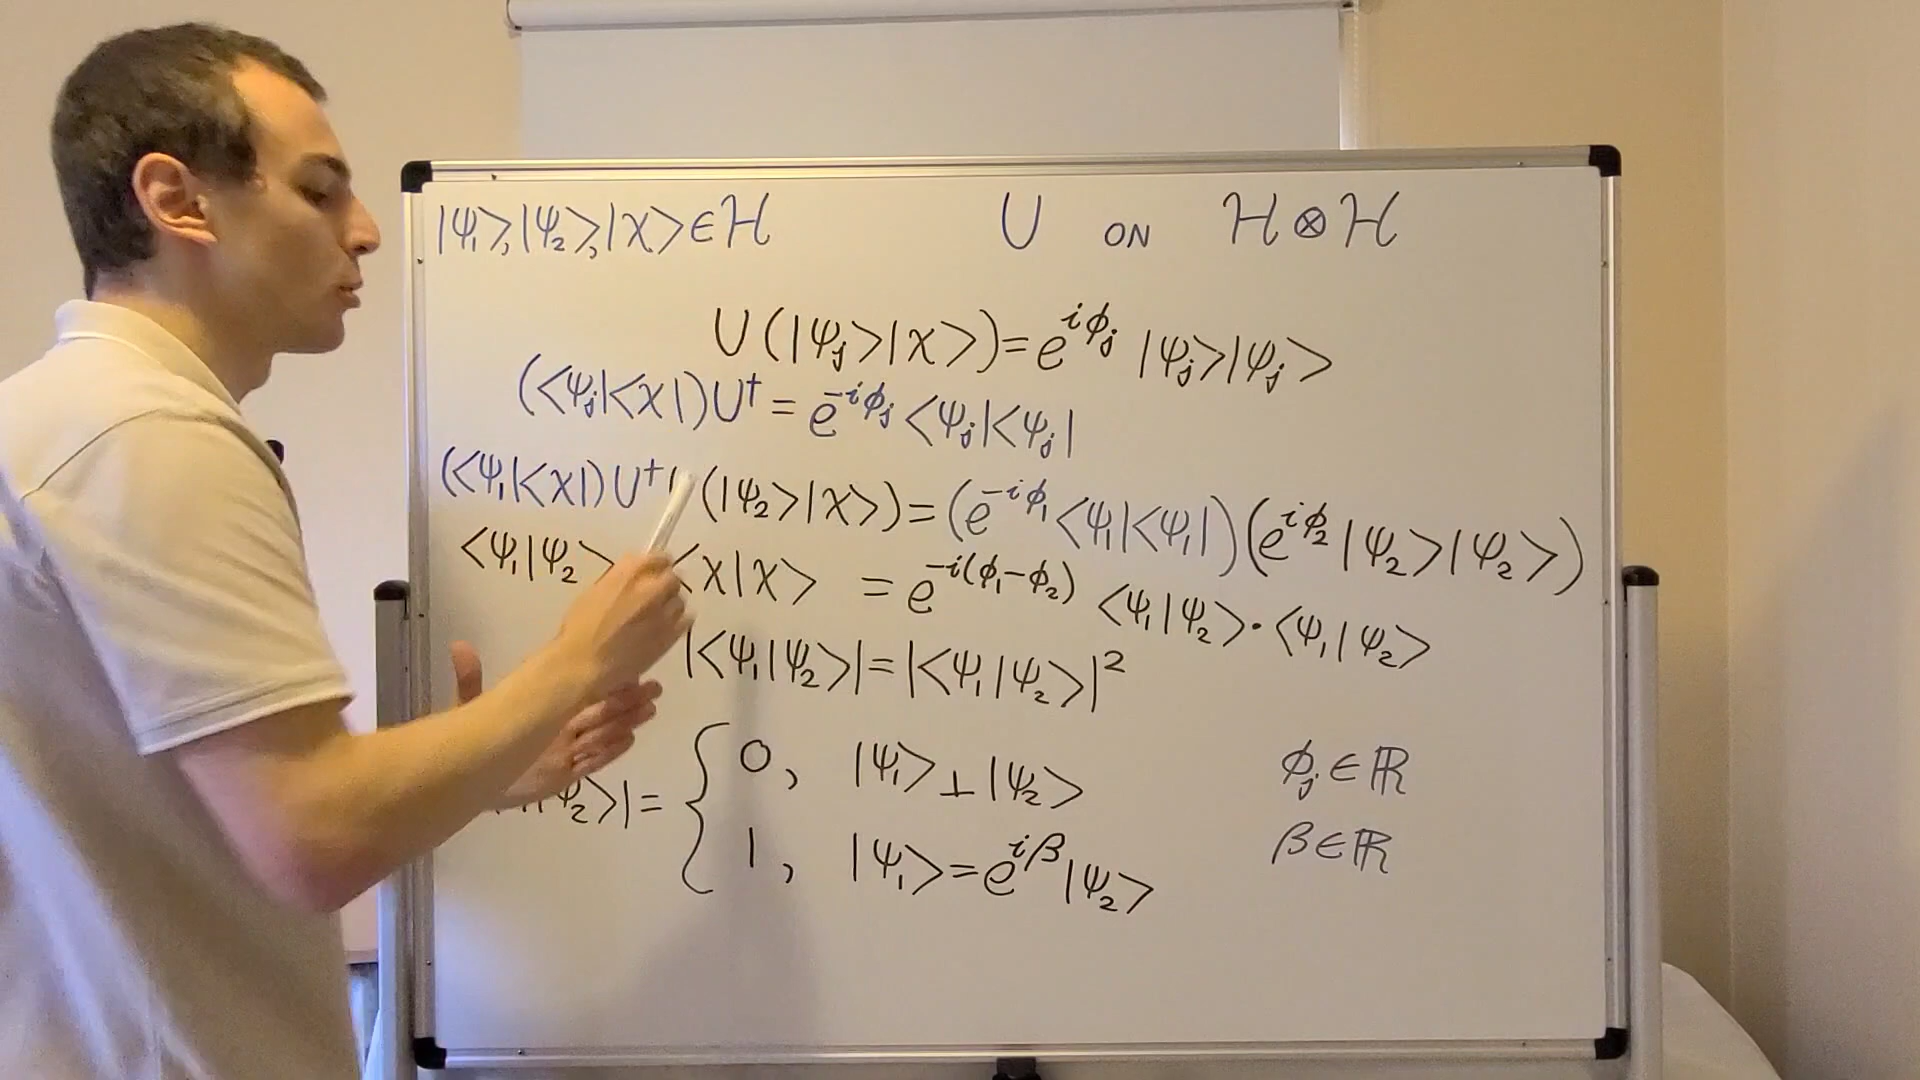 |ψ₁>,|ψ₂>,|χ>∈ℋ U ON ℋ⊗ℋ
U(|ψⱼ>|χ>)=e^{iϕⱼ}|ψⱼ>|ψⱼ>
(<ψⱼ|<χ|)U†=e^{-iϕⱼ}<ψⱼ|<ψⱼ|
(<ψ₁|<χ|)U† (|ψ₂>|χ>)=(e^{-iϕ₁}<ψ₁|<ψ₁|)(e^{iϕ₂}|ψ₂>|ψ₂>)
<ψ₁|ψ₂> <χ|χ> =e^{-i(ϕ₁-ϕ₂)}<ψ₁|ψ₂>·<ψ₁|ψ₂>
|<ψ₁|ψ₂>|=|<ψ₁|ψ₂>|²
0, |ψ₁>⊥|ψ₂> ϕⱼ∈ℝ
|ψ₂>|= {
1, |ψ₁>=e^{iβ}|ψ₂> β∈ℝ